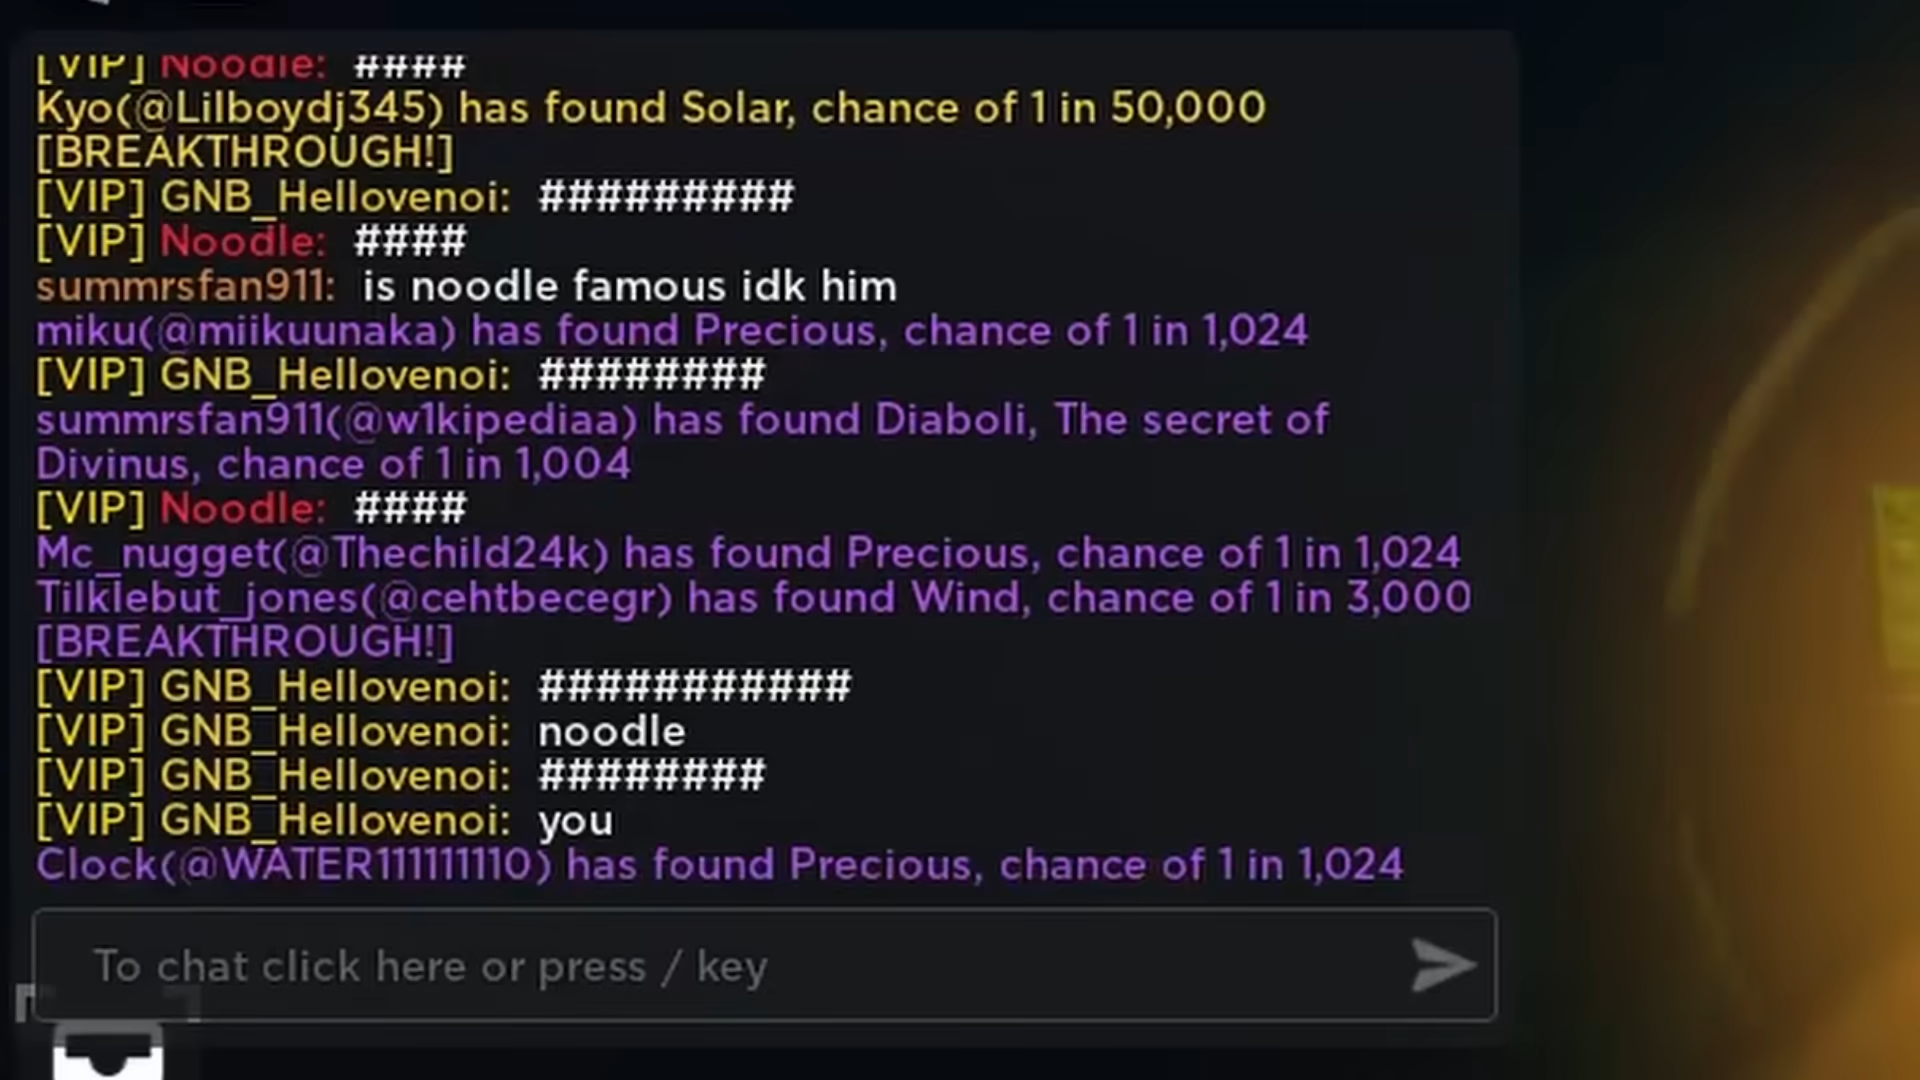 [VIP] Noodle: ####
Kyo(@Lilboydj345) has found Solar, chance of 1 in 50,000
[BREAKTHROUGH!]
[VIP] GNB_Hellovenoi: #########
[VIP] Noodle: ####
summrsfan911: is noodle famous idk him
miku(@miikuunaka) has found Precious, chance of 1 in 1,024
[VIP] GNB_Hellovenoi: ########
summrsfan911(@w1kipediaa) has found Diaboli, The secret of
Divinus, chance of 1 in 1,004
[VIP] Noodle: ####
Mc_nugget(@Thechild24k) has found Precious, chance of 1 in 1,024
Tilklebut_jones(@cehtbecegr) has found Wind, chance of 1 in 3,000
[BREAKTHROUGH!]
[VIP] GNB_Hellovenoi: ###########
[VIP] GNB_Hellovenoi: noodle
[VIP] GNB_Hellovenoi: ########
[VIP] GNB_Hellovenoi: you
Clock(@WATER1111111110) has found Precious, chance of 1 in 1,024
To chat click here or press / key